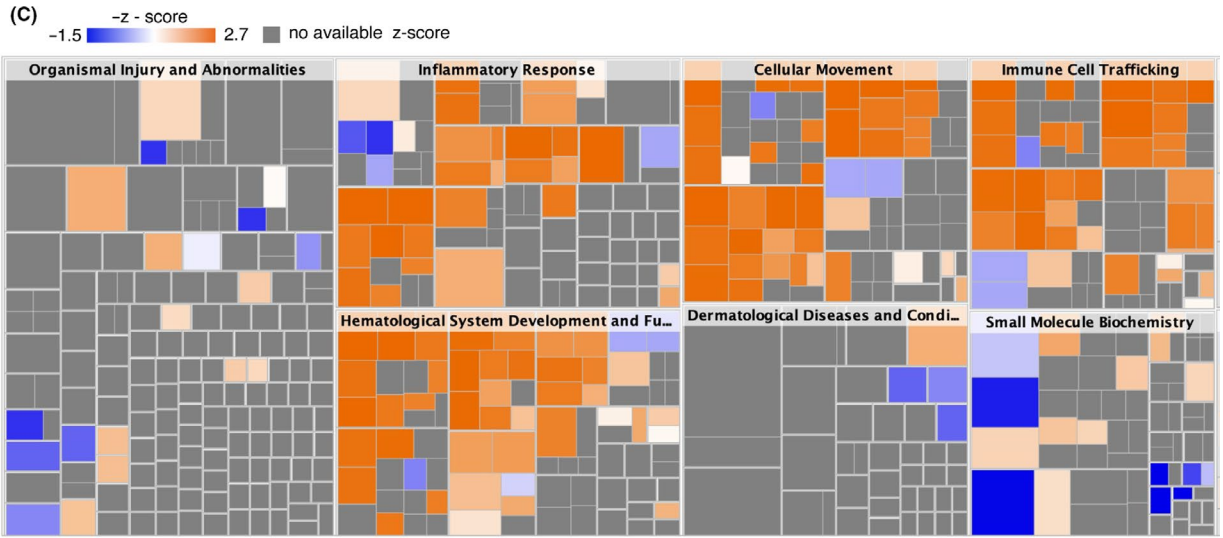 (C)
–z - score
–1.5 2.7 no available z-score
Organismal Injury and Abnormalities
Inflammatory Response
Cellular Movement
Immune Cell Trafficking
Hematological System Development and Fu...
Dermatological Diseases and Condi...
Small Molecule Biochemistry